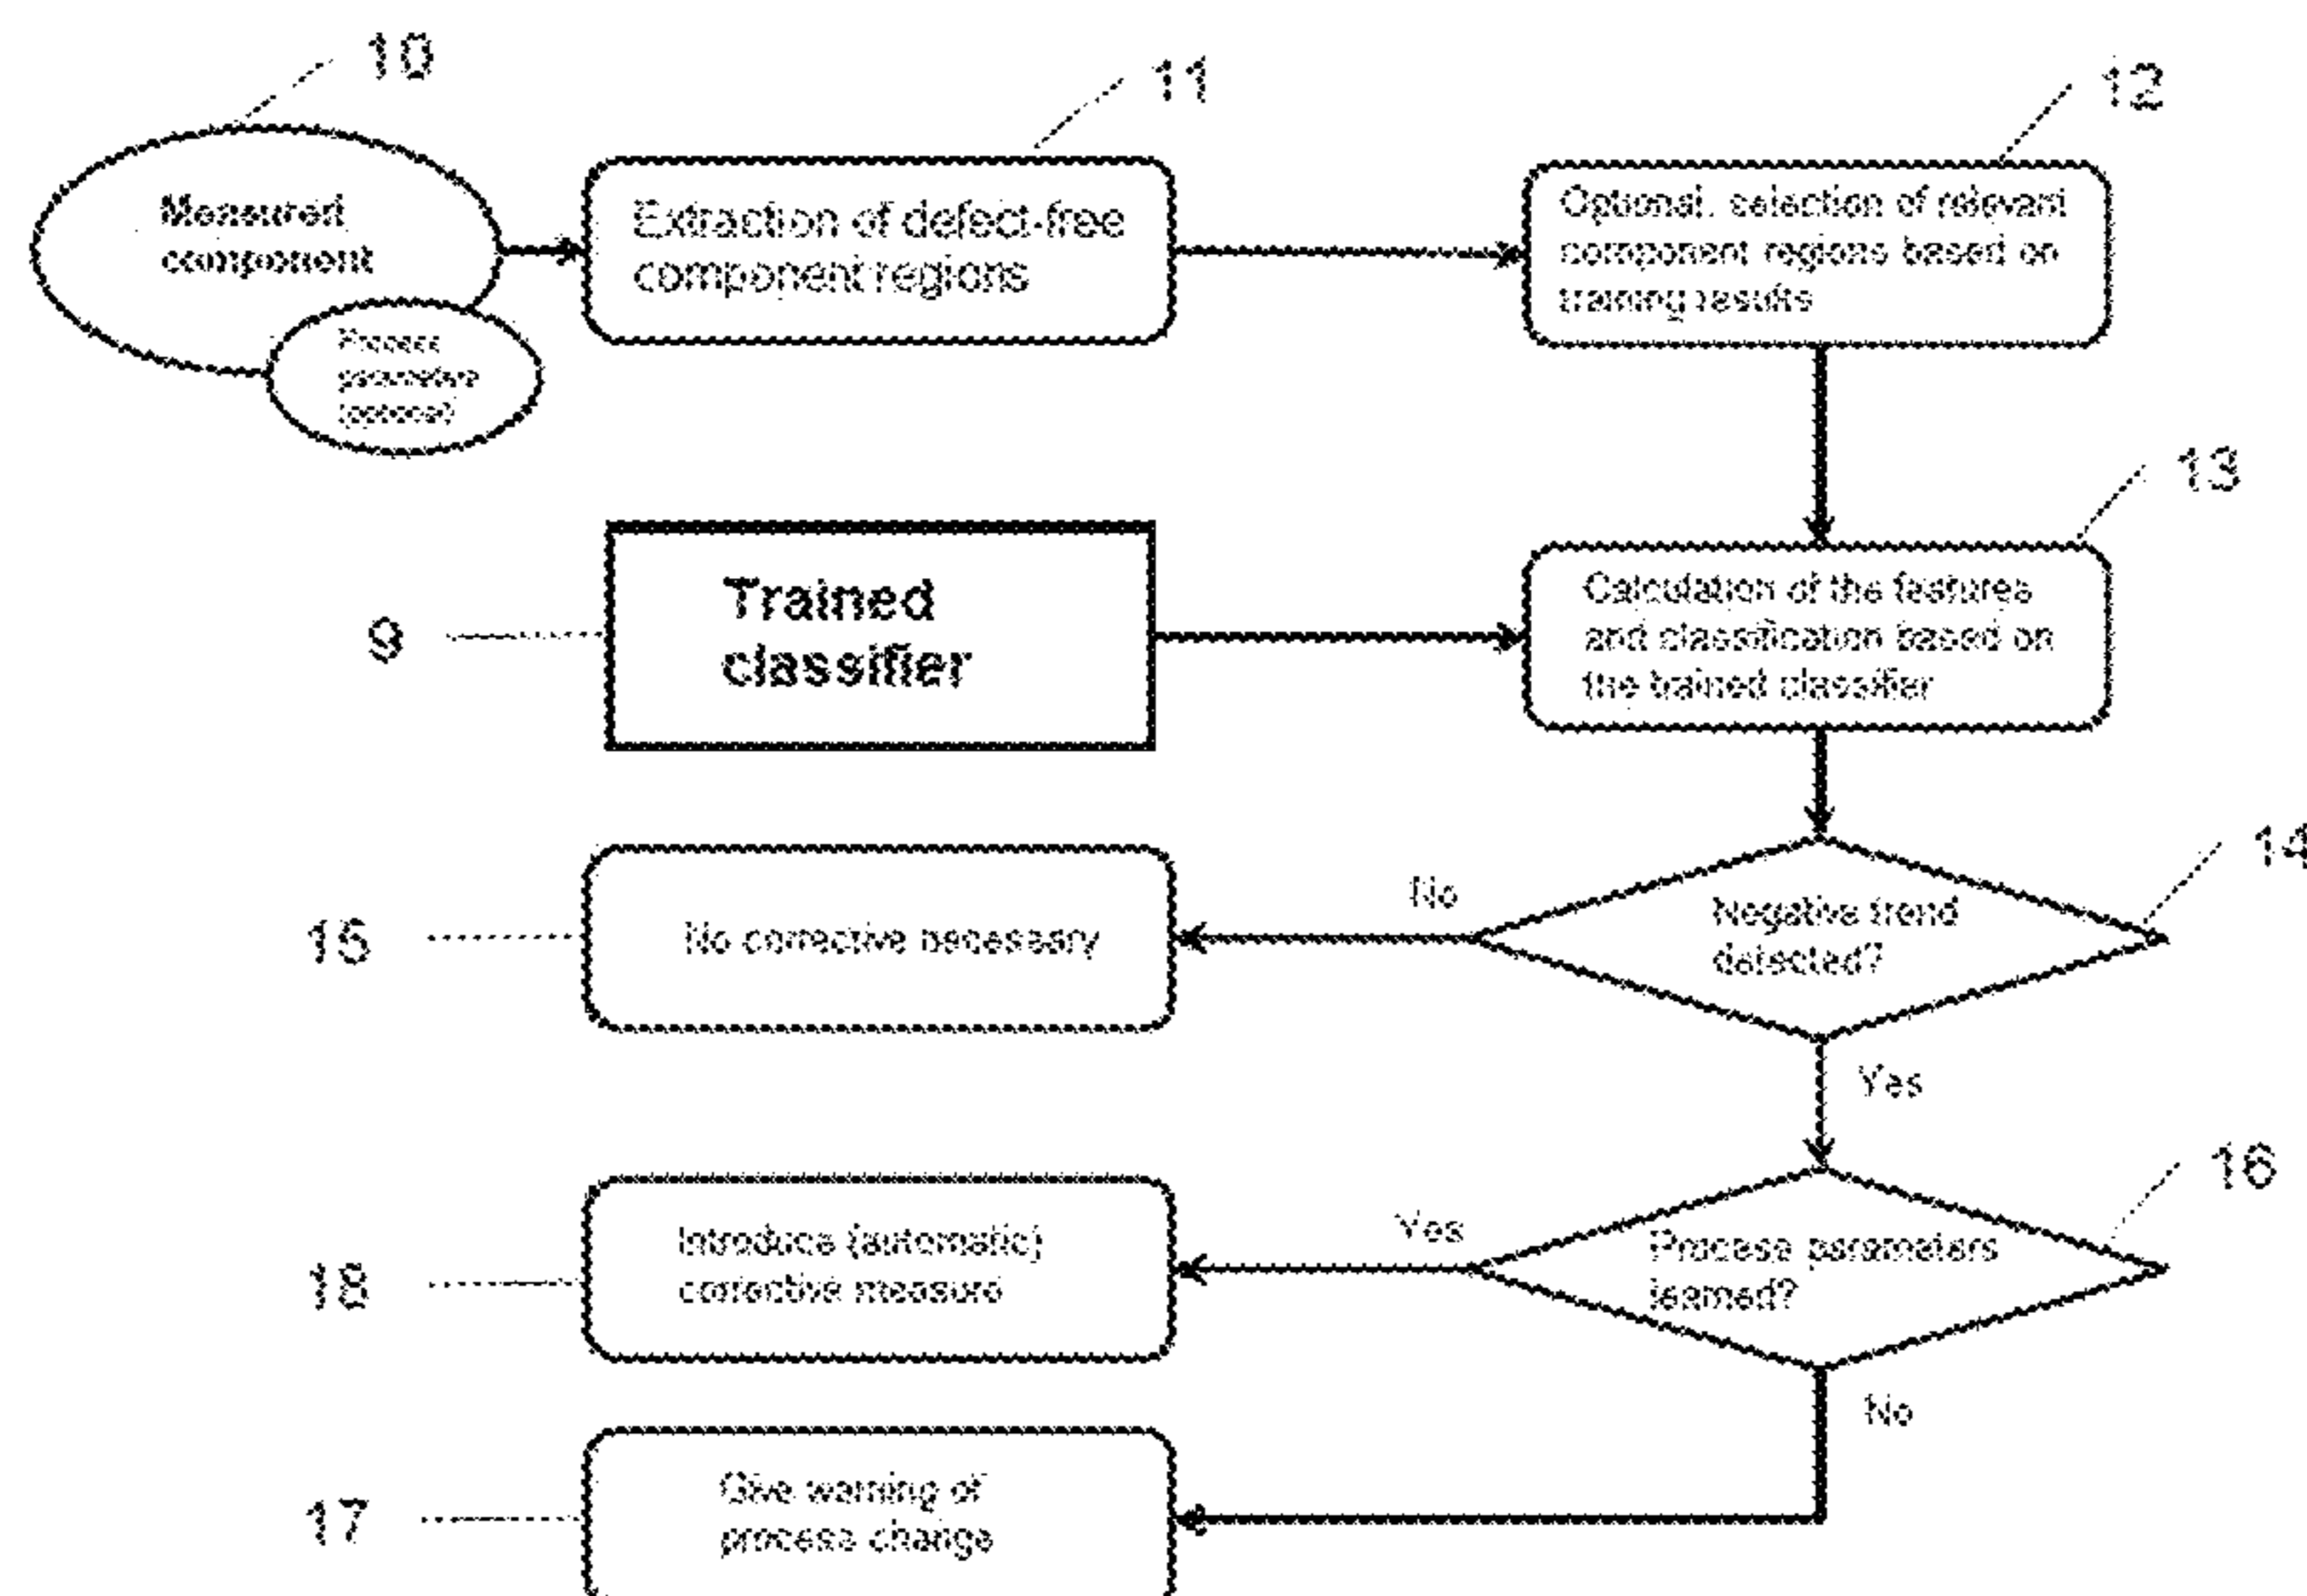 10
11
12
Measured
component
Extraction of defect-free
component regions
Optional, selection of relevant
component regions based on
training results
Process
parameters
(optional)
13
9
Trained
classifier
Calculation of the features
and classification based on
the trained classifier
14
15
No corrective necessary
No
Negative trend
detected?
Yes
16
18
Introduce (automatic)
corrective measure
Yes
Process parameters
learned?
No
17
Give warning of
process change